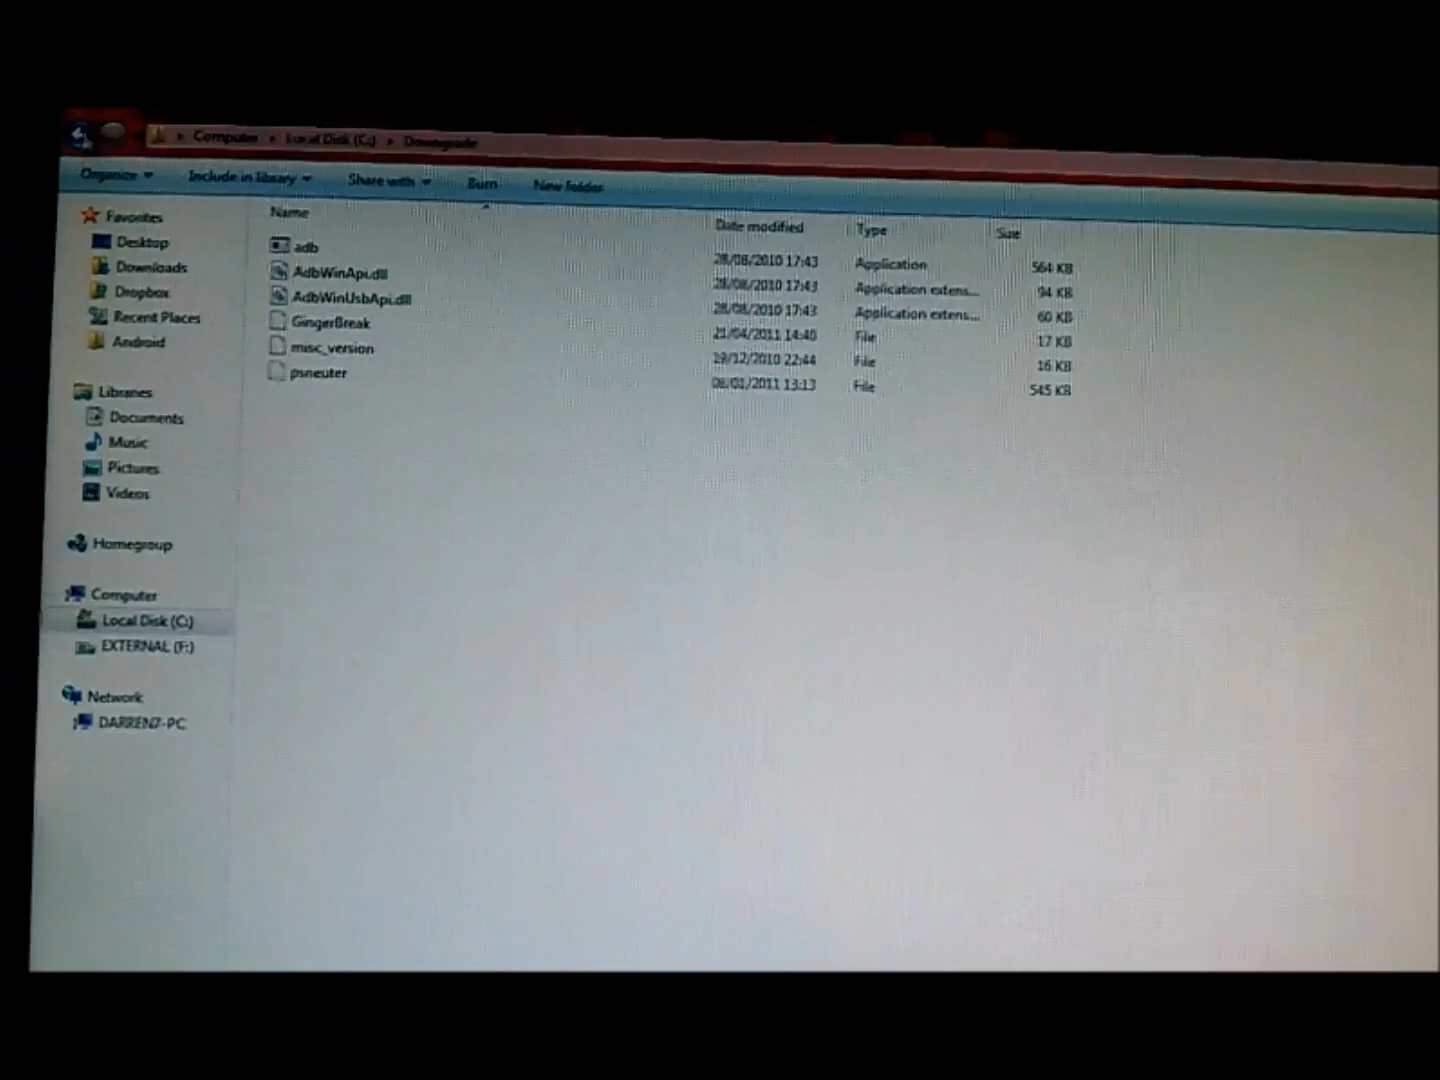 Computer Local Disk (C:) Downgrade
Organize Include in library Share with Burn New folder
Name Date modified Type Size
adb 28/08/2010 17:43 Application 564 KB
AdbWinApi.dll 28/08/2010 17:43 Application extens... 94 KB
AdbWinUsbApi.dll 28/08/2010 17:43 Application extens... 60 KB
GingerBreak 21/04/2011 14:40 File 17 KB
misc_version 19/12/2010 22:44 File 16 KB
psneuter 08/01/2011 13:13 File 545 KB
Favorites
Desktop
Downloads
Dropbox
Recent Places
Android
Libraries
Documents
Music
Pictures
Videos
Homegroup
Computer
Local Disk (C:)
EXTERNAL (F:)
Network
DARREN7-PC